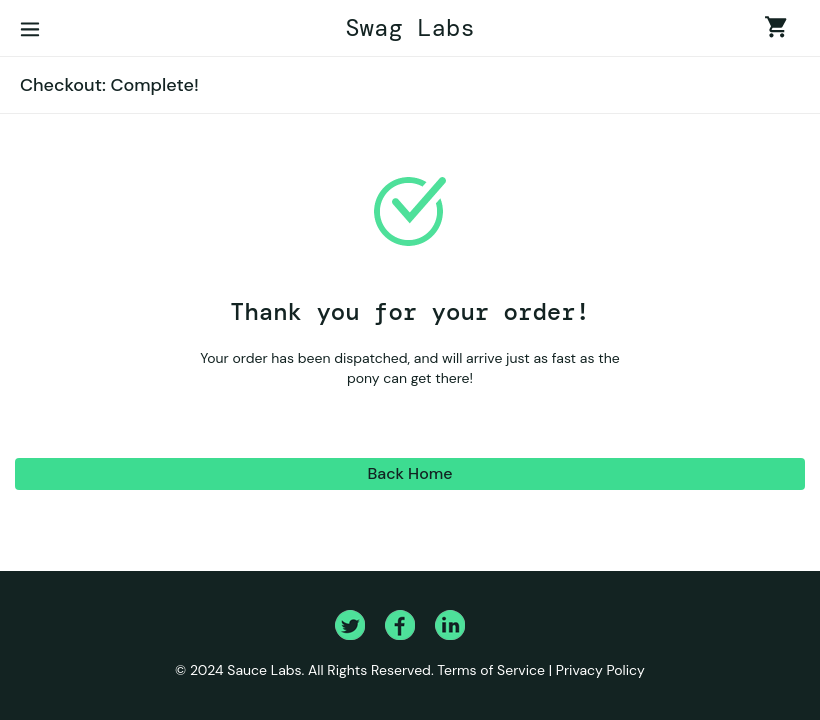 Swag Labs
Checkout: Complete!
Thank you for your order!
Your order has been dispatched, and will arrive just as fast as the
pony can get there!
Back Home
© 2024 Sauce Labs. All Rights Reserved. Terms of Service | Privacy Policy